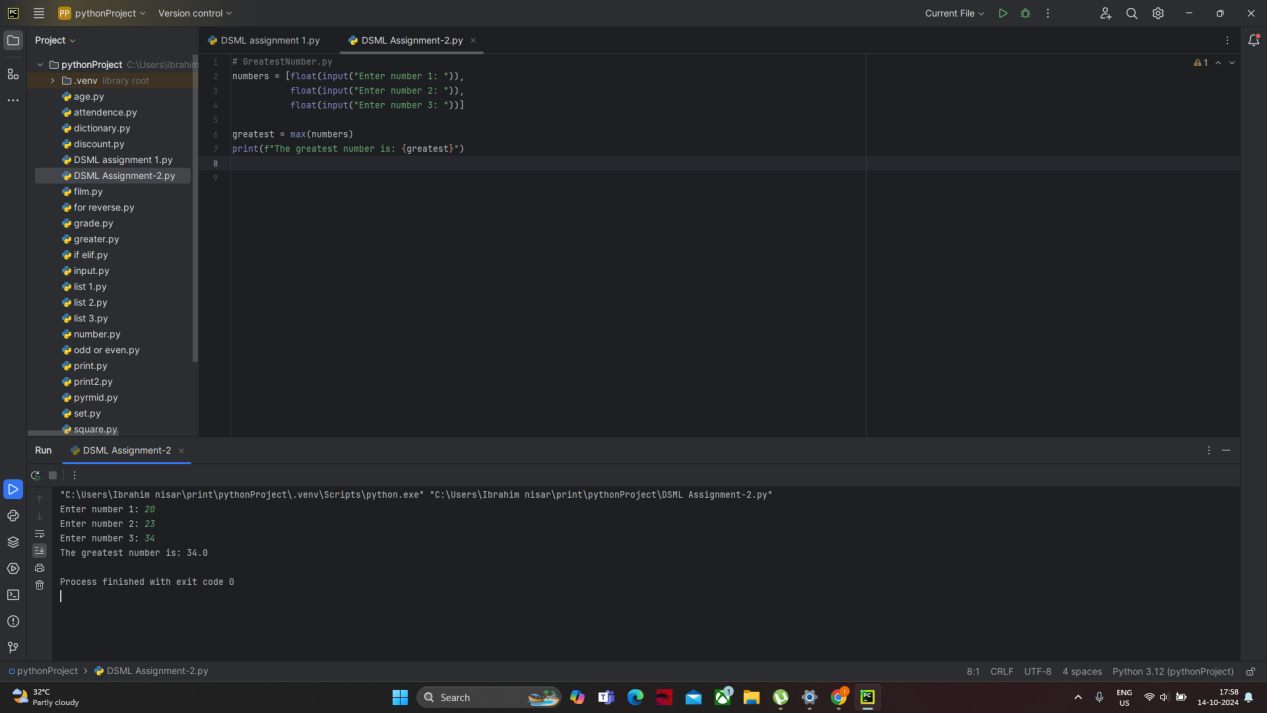 PC
PP pythonProject
Version control
Current File
Project
DSML assignment 1.py
DSML Assignment-2.py
pythonProject C:\Users\Ibrahim
.venv library root
age.py
attendence.py
dictionary.py
discount.py
DSML assignment 1.py
DSML Assignment-2.py
film.py
for reverse.py
grade.py
greater.py
if elif.py
input.py
list 1.py
list 2.py
list 3.py
number.py
odd or even.py
print.py
print2.py
pyrmid.py
set.py
square.py
1 # GreatestNumber.py
2 numbers = [float(input("Enter number 1: ")),
3 float(input("Enter number 2: ")),
4 float(input("Enter number 3: "))]
5
6 greatest = max(numbers)
7 print(f"The greatest number is: {greatest}")
8
9
1
Run
DSML Assignment-2
"C:\Users\Ibrahim nisar\print\pythonProject\.venv\Scripts\python.exe" "C:\Users\Ibrahim nisar\print\pythonProject\DSML Assignment-2.py"
Enter number 1: 20
Enter number 2: 23
Enter number 3: 34
The greatest number is: 34.0
Process finished with exit code 0
pythonProject > DSML Assignment-2.py
8:1 CRLF UTF-8 4 spaces Python 3.12 (pythonProject)
32°C
Partly cloudy
Search
1
1
PC
ENG
US
17:58
14-10-2024